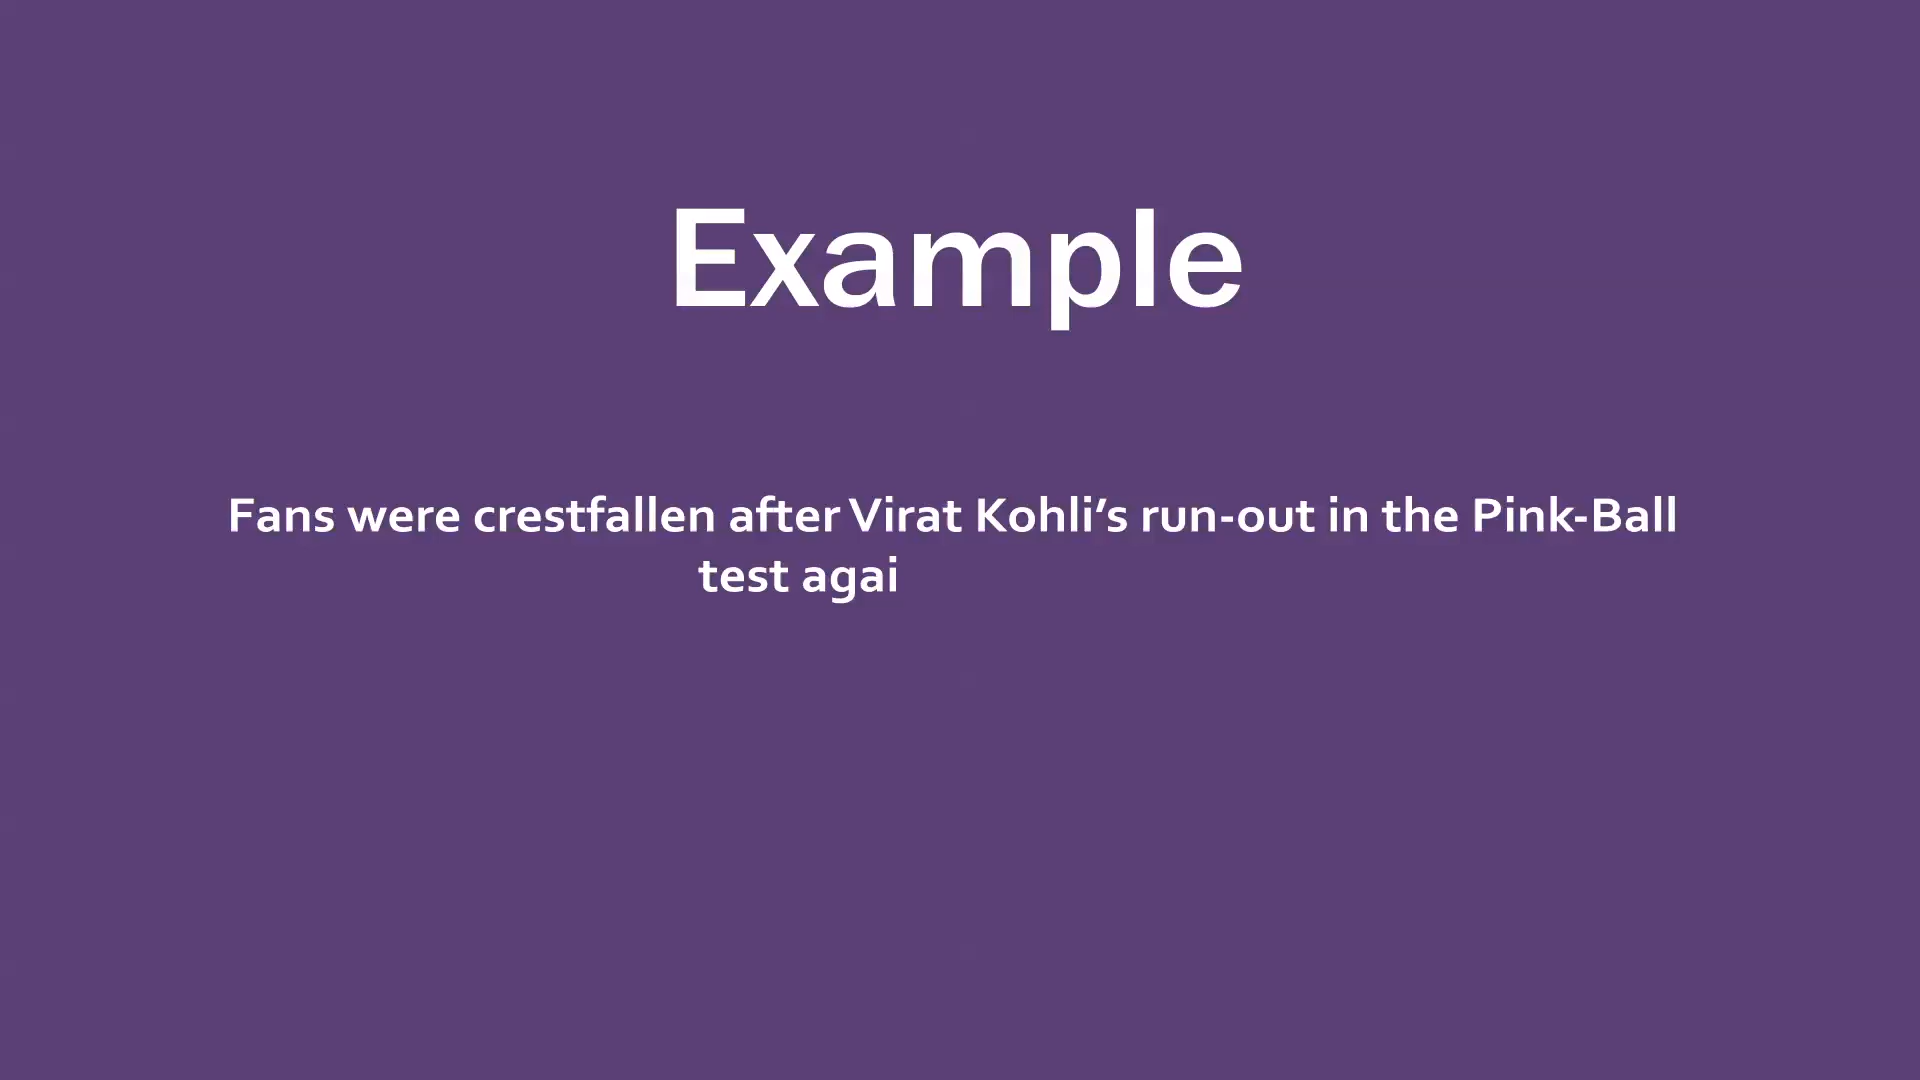 Example
Fans were crestfallen after Virat Kohli’s run-out in the Pink-Ball
test agai